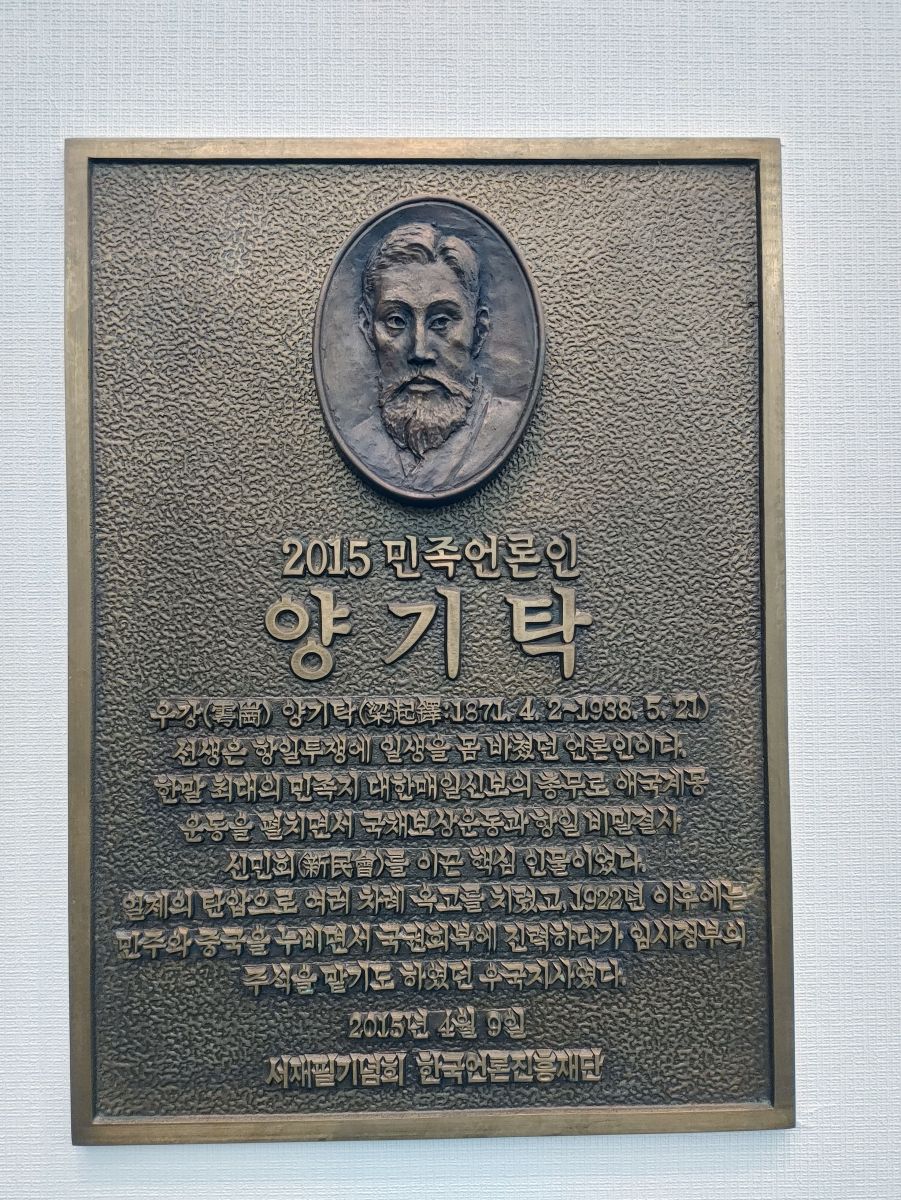 2015 민족언론인
양기탁
우강(雩崗) 양기탁(梁起鐸:1871. 4. 2~1938. 5. 21)
선생은 항일투쟁에 일생을 몸 바쳤던 언론인이다.
한말 최대의 민족지 대한매일신보의 총무로 애국계몽
운동을 펼치면서 국채보상운동과 항일 비밀결사
신민회(新民會)를 이끈 핵심 인물이었다.
일제의 탄압으로 여러 차례 옥고를 치렀고, 1922년 이후에는
만주와 중국을 누비면서 국권회복에 진력하다가 임시정부의
주석을 맡기도 하였던 우국지사였다.
2015년 4월 9일
서재필기념회 한국언론진흥재단